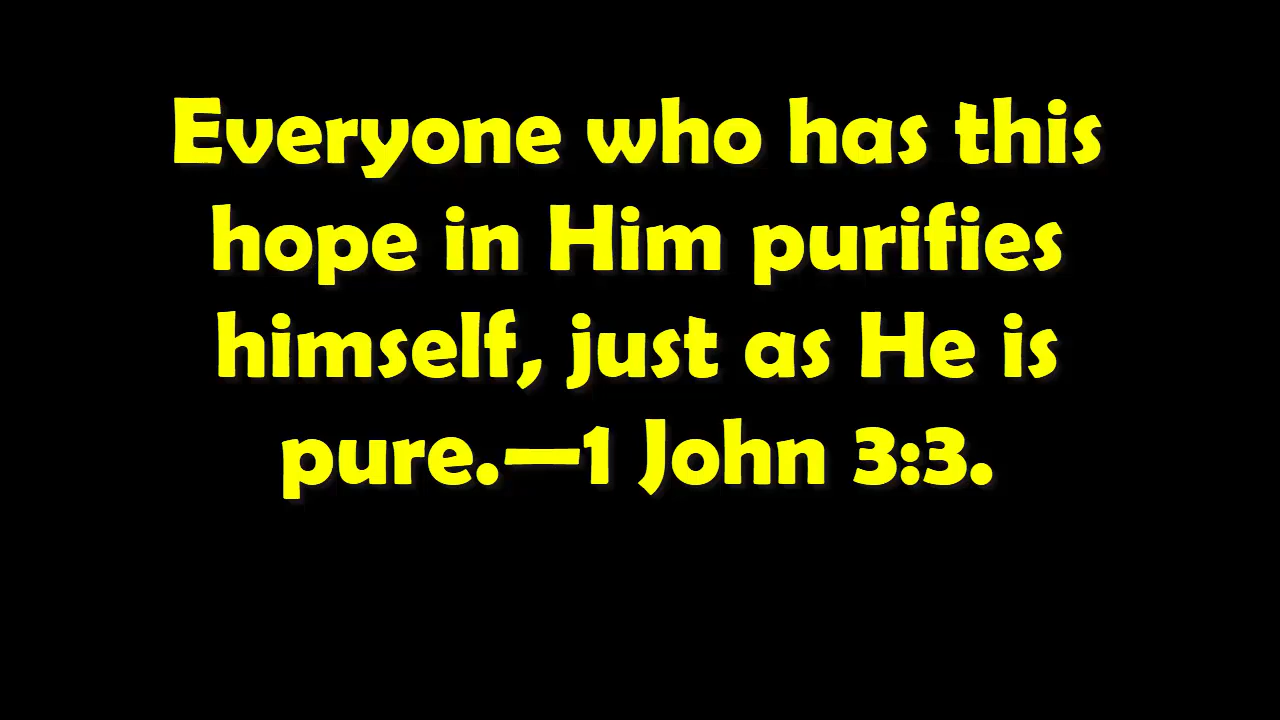 Everyone who has this
hope in Him purifies
himself, just as He is
pure.—1 John 3:3.